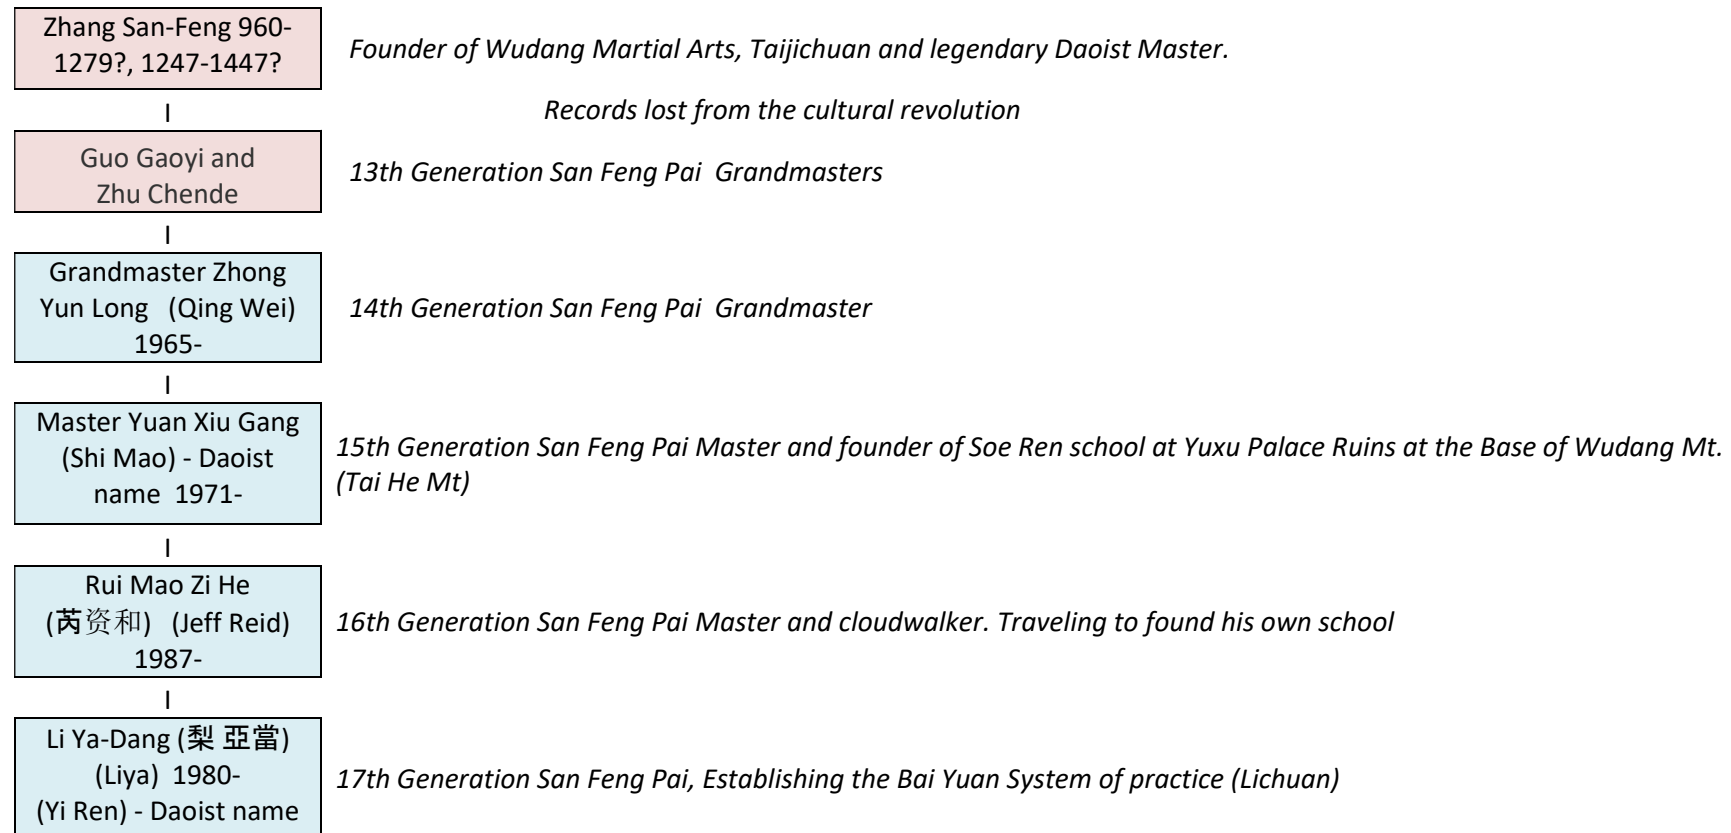 Zhang San-Feng 960-
1279?, 1247-1447?
Founder of Wudang Martial Arts, Taijichuan and legendary Daoist Master.
I
Records lost from the cultural revolution
Guo Gaoyi and
Zhu Chende
13th Generation San Feng Pai Grandmasters
I
Grandmaster Zhong
Yun Long (Qing Wei)
1965-
14th Generation San Feng Pai Grandmaster
I
Master Yuan Xiu Gang
(Shi Mao) - Daoist
name 1971-
15th Generation San Feng Pai Master and founder of Soe Ren school at Yuxu Palace Ruins at the Base of Wudang Mt.
(Tai He Mt)
I
Rui Mao Zi He
(芮资和) (Jeff Reid)
1987-
16th Generation San Feng Pai Master and cloudwalker. Traveling to found his own school
I
Li Ya-Dang (梨 亞當)
(Liya) 1980-
(Yi Ren) - Daoist name
17th Generation San Feng Pai, Establishing the Bai Yuan System of practice (Lichuan)